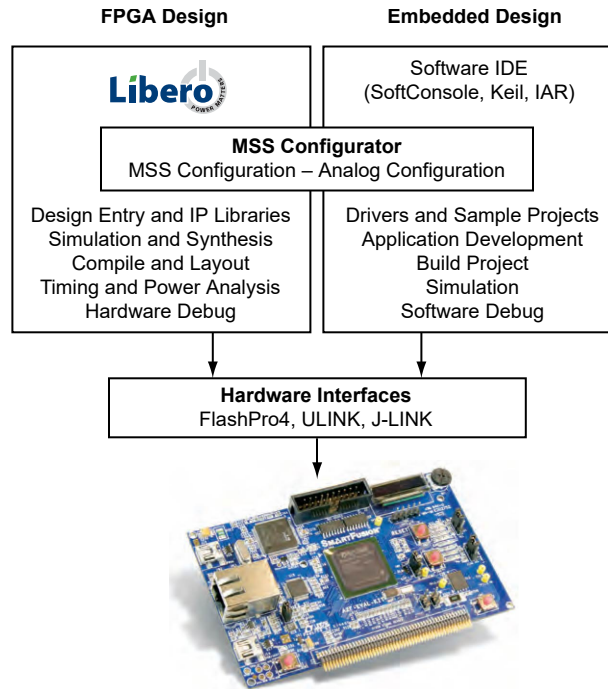 FPGA Design
Embedded Design
Libero
POWER MATTERS
Software IDE
(SoftConsole, Keil, IAR)
MSS Configurator
MSS Configuration – Analog Configuration
Design Entry and IP Libraries
Simulation and Synthesis
Compile and Layout
Timing and Power Analysis
Hardware Debug
Drivers and Sample Projects
Application Development
Build Project
Simulation
Software Debug
Hardware Interfaces
FlashPro4, ULINK, J-LINK
SMARTFUSION